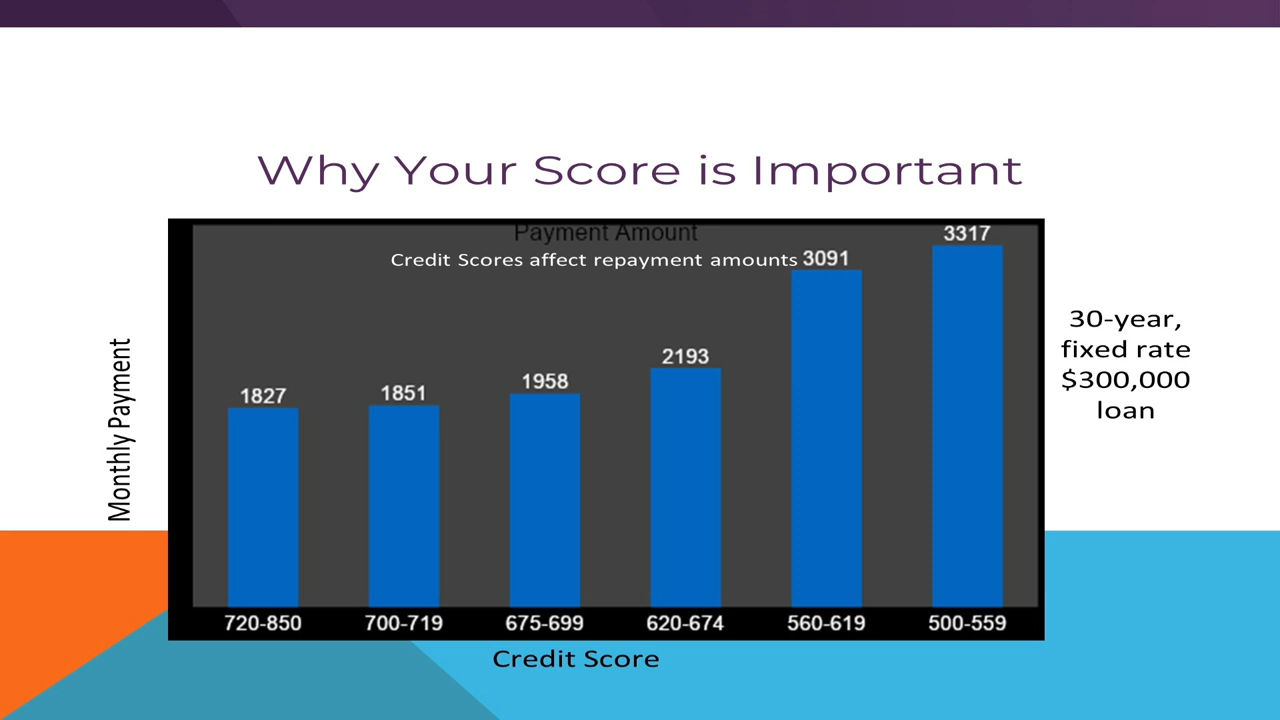 Why Your Score is Important
Payment Amount
Credit Scores affect repayment amounts
1827
1851
1958
2193
3091
3317
720-850
700-719
675-699
620-674
560-619
500-559
Monthly Payment
Credit Score
30-year,
fixed rate
$300,000
loan